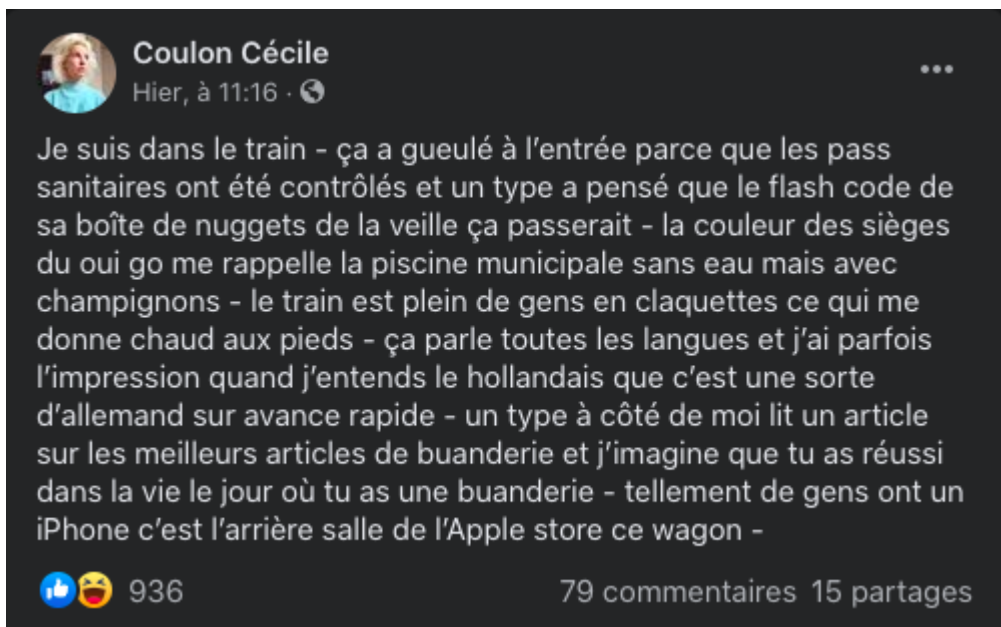 Coulon Cécile
Hier, à 11:16 ·
Je suis dans le train - ça a gueulé à l'entrée parce que les pass
sanitaires ont été contrôlés et un type a pensé que le flash code de
sa boîte de nuggets de la veille ça passerait - la couleur des sièges
du oui go me rappelle la piscine municipale sans eau mais avec
champignons - le train est plein de gens en claquettes ce qui me
donne chaud aux pieds - ça parle toutes les langues et j'ai parfois
l'impression quand j'entends le hollandais que c'est une sorte
d'allemand sur avance rapide - un type à côté de moi lit un article
sur les meilleurs articles de buanderie et j'imagine que tu as réussi
dans la vie le jour où tu as une buanderie - tellement de gens ont un
iPhone c'est l'arrière salle de l'Apple store ce wagon -
936 79 commentaires 15 partages